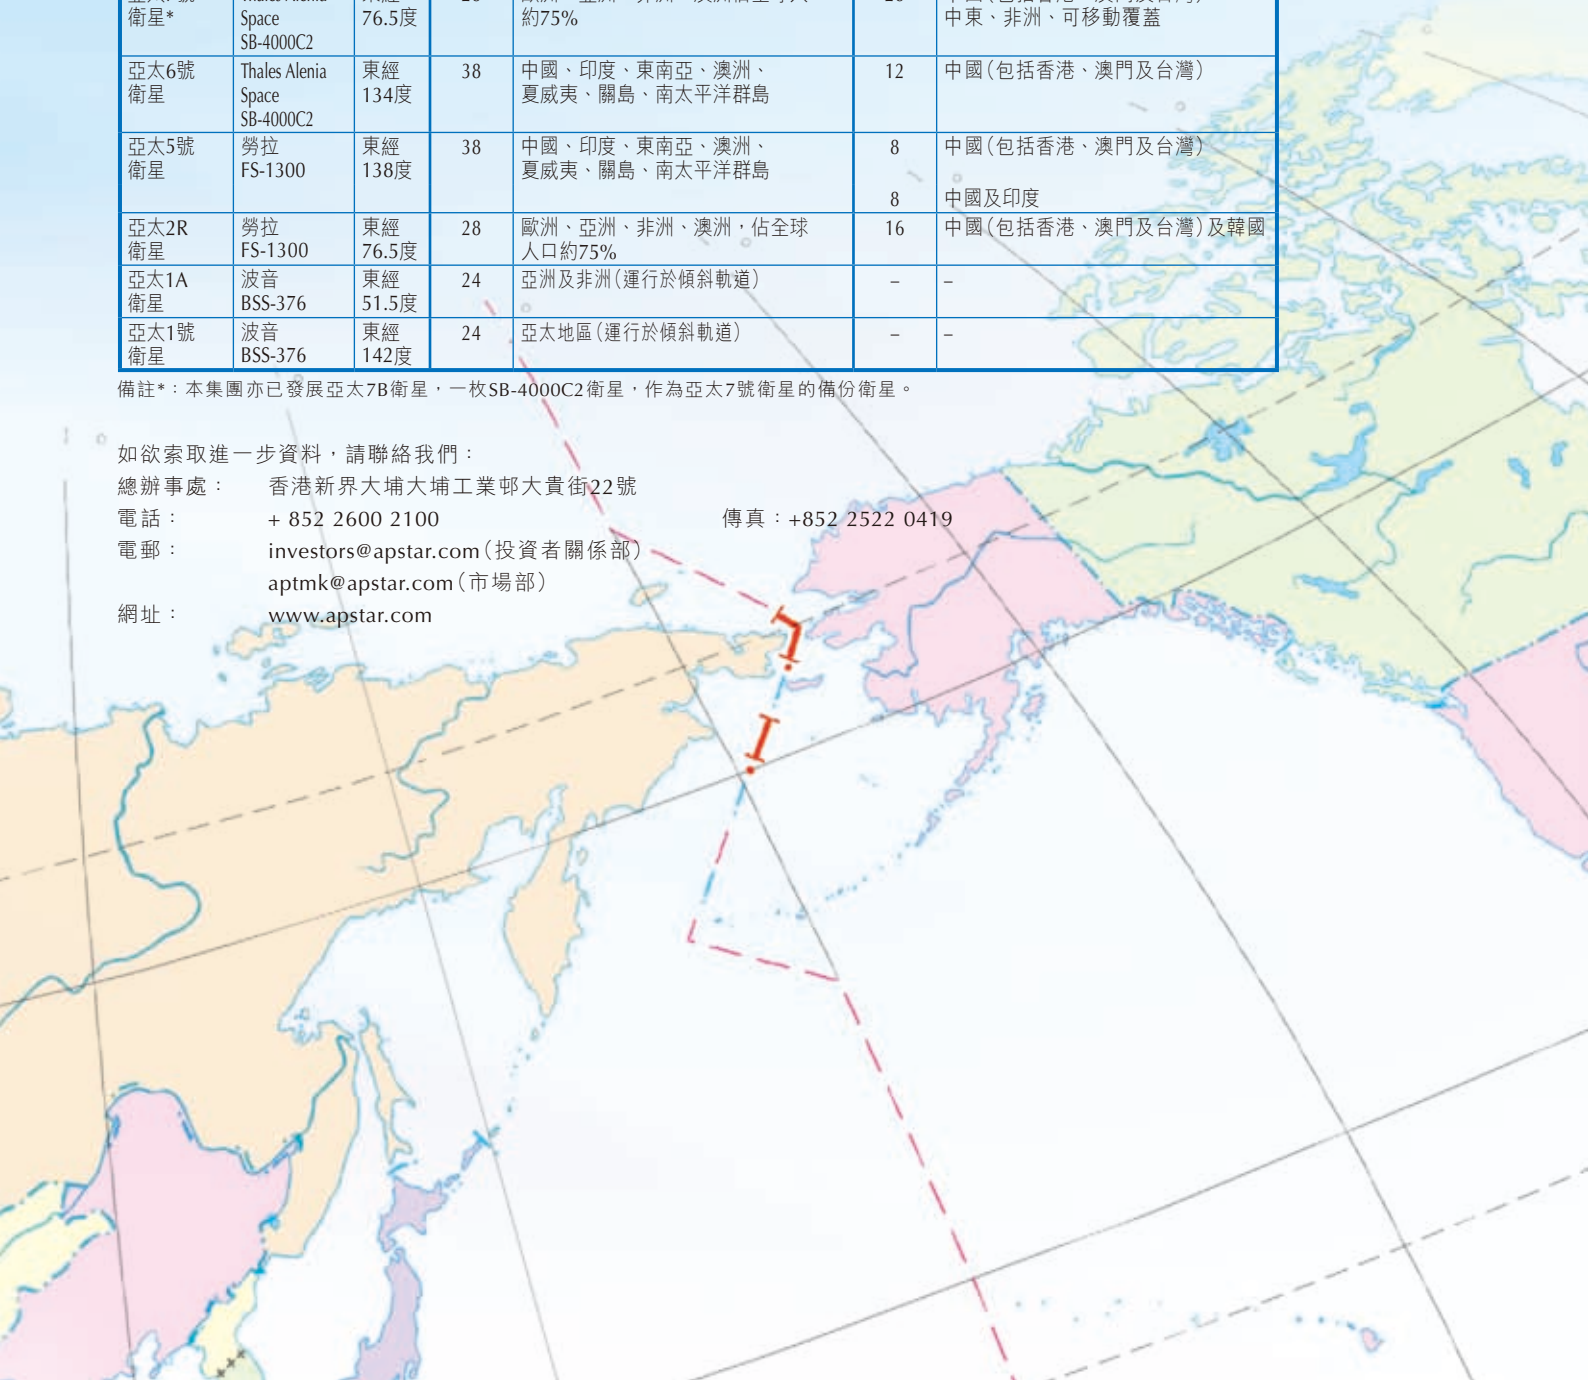 衛星* Space 76.5度 約75% 中東、非洲、可移動覆蓋
SB-4000C2
亞太6號 Thales Alenia 東經 38 中國、印度、東南亞、澳洲、 12 中國(包括香港、澳門及台灣)
衛星 Space 134度 夏威夷、關島、南太平洋群島
SB-4000C2
亞太5號 勞拉 東經 38 中國、印度、東南亞、澳洲、 8 中國(包括香港、澳門及台灣)
衛星 FS-1300 138度 夏威夷、關島、南太平洋群島
8 中國及印度
亞太2R 勞拉 東經 28 歐洲、亞洲、非洲、澳洲，佔全球 16 中國(包括香港、澳門及台灣)及韓國
衛星 FS-1300 76.5度 人口約75%
亞太1A 波音 東經 24 亞洲及非洲(運行於傾斜軌道) – –
衛星 BSS-376 51.5度
亞太1號 波音 東經 24 亞太地區(運行於傾斜軌道) – –
衛星 BSS-376 142度
備註*：本集團亦已發展亞太7B衛星，一枚SB-4000C2衛星，作為亞太7號衛星的備份衛星。
如欲索取進一步資料，請聯絡我們：
總辦事處： 香港新界大埔大埔工業邨大貴街22號
電話： + 852 2600 2100 傳真：+852 2522 0419
電郵： investors@apstar.com(投資者關係部)
aptmk@apstar.com(市場部)
網址： www.apstar.com